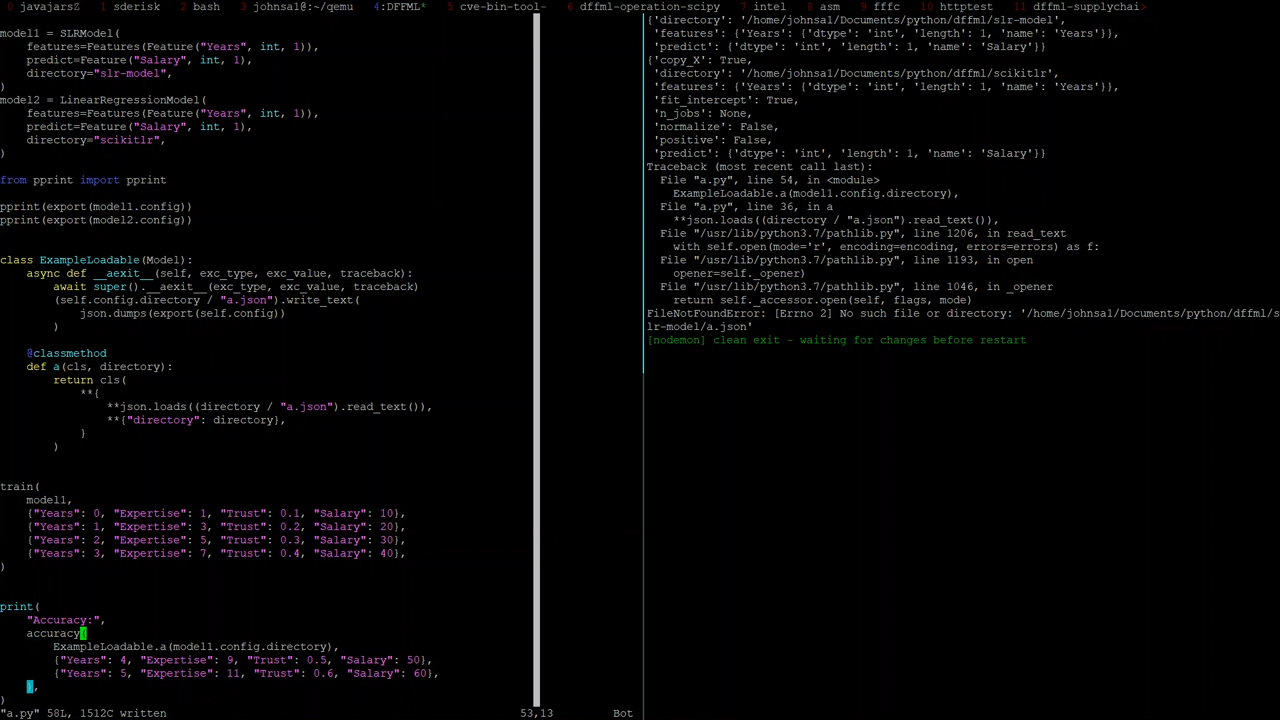 0 javajarsZ  1 sderisk  2 bash  3 johnsa1@:~/qemu  4:DFFML*  5 cve-bin-tool-  6 dffml-operation-scipy  7 intel  8 asm  9 fffc  10 httptest  11 dffml-supplychai>
model1 = SLRModel(
    features=Features(Feature("Years", int, 1)),
    predict=Feature("Salary", int, 1),
    directory="slr-model",
)
model2 = LinearRegressionModel(
    features=Features(Feature("Years", int, 1)),
    predict=Feature("Salary", int, 1),
    directory="scikitlr",
)
from pprint import pprint
pprint(export(model1.config))
pprint(export(model2.config))
class ExampleLoadable(Model):
    async def __aexit__(self, exc_type, exc_value, traceback):
        await super().__aexit__(exc_type, exc_value, traceback)
        (self.config.directory / "a.json").write_text(
            json.dumps(export(self.config))
        )
    @classmethod
    def a(cls, directory):
        return cls(
            **{
                **json.loads((directory / "a.json").read_text()),
                **{"directory": directory},
            }
        )
train(
    model1,
    {"Years": 0, "Expertise": 1, "Trust": 0.1, "Salary": 10},
    {"Years": 1, "Expertise": 3, "Trust": 0.2, "Salary": 20},
    {"Years": 2, "Expertise": 5, "Trust": 0.3, "Salary": 30},
    {"Years": 3, "Expertise": 7, "Trust": 0.4, "Salary": 40},
)
print(
    "Accuracy:",
    accuracy(
        ExampleLoadable.a(model1.config.directory),
        {"Years": 4, "Expertise": 9, "Trust": 0.5, "Salary": 50},
        {"Years": 5, "Expertise": 11, "Trust": 0.6, "Salary": 60},
    ),
)
"a.py" 58L, 1512C written    53,13    Bot
{'directory': '/home/johnsa1/Documents/python/dffml/slr-model',
 'features': {'Years': {'dtype': 'int', 'length': 1, 'name': 'Years'}},
 'predict': {'dtype': 'int', 'length': 1, 'name': 'Salary'}}
{'copy_X': True,
 'directory': '/home/johnsa1/Documents/python/dffml/scikitlr',
 'features': {'Years': {'dtype': 'int', 'length': 1, 'name': 'Years'}},
 'fit_intercept': True,
 'n_jobs': None,
 'normalize': False,
 'positive': False,
 'predict': {'dtype': 'int', 'length': 1, 'name': 'Salary'}}
Traceback (most recent call last):
  File "a.py", line 54, in <module>
    ExampleLoadable.a(model1.config.directory),
  File "a.py", line 36, in a
    **json.loads((directory / "a.json").read_text()),
  File "/usr/lib/python3.7/pathlib.py", line 1206, in read_text
    with self.open(mode='r', encoding=encoding, errors=errors) as f:
  File "/usr/lib/python3.7/pathlib.py", line 1193, in open
    opener=self._opener)
  File "/usr/lib/python3.7/pathlib.py", line 1046, in _opener
    return self._accessor.open(self, flags, mode)
FileNotFoundError: [Errno 2] No such file or directory: '/home/johnsa1/Documents/python/dffml/s
lr-model/a.json'
[nodemon] clean exit - waiting for changes before restart